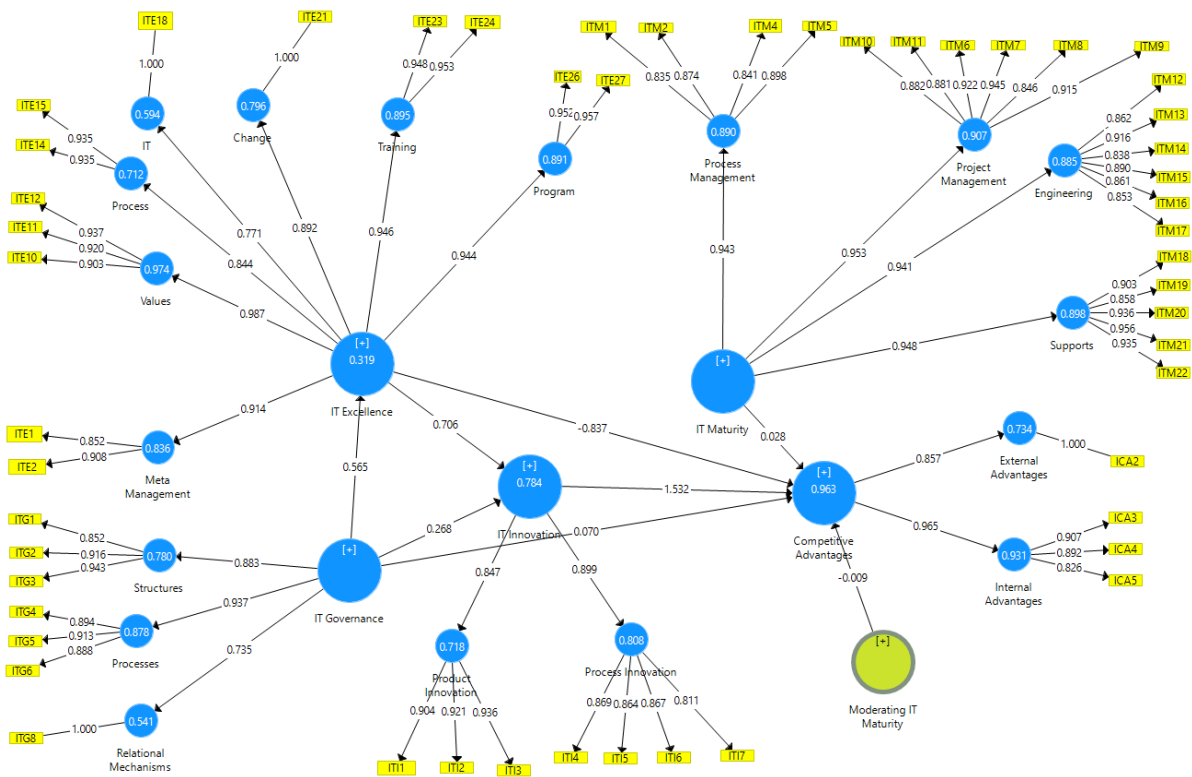 ITE18
ITE21
ITE23
ITE24
ITM1
ITM2
ITM4
ITM5
ITM10
ITM11
ITM6
ITM7
ITM8
ITM9
1.000
1.000
0.948
0.953
0.835
0.874
0.841
0.898
0.882
0.881
0.922
0.945
0.846
0.915
ITE26
ITE27
0.952
0.957
ITM12
ITM13
ITM14
ITM15
ITM16
ITM17
0.862
0.916
0.838
0.890
0.861
0.853
ITE15
ITE14
0.935
0.935
0.594
IT
0.796
Change
0.895
Training
0.891
Program
0.890
Process
Management
0.907
Project
Management
0.885
Engineering
0.712
Process
ITE12
ITE11
ITE10
0.937
0.920
0.903
0.974
Values
0.771
0.892
0.946
0.944
0.844
0.987
0.943
0.953
0.941
0.948
ITM18
ITM19
ITM20
ITM21
ITM22
0.903
0.858
0.936
0.956
0.935
0.898
Supports
[+]
0.319
IT Excellence
[+]
IT Maturity
0.914
0.706
-0.837
0.028
ITE1
ITE2
0.852
0.908
0.836
Meta
Management
0.565
[+]
0.784
IT Innovation
1.532
[+]
0.963
Competitive
Advantages
0.857
0.734
External
Advantages
1.000
ICA2
0.965
0.931
Internal
Advantages
0.907
0.892
0.826
ICA3
ICA4
ICA5
ITG1
ITG2
ITG3
0.852
0.916
0.943
0.780
Structures
0.883
0.268
0.070
[+]
IT Governance
0.847
0.899
-0.009
ITG4
ITG5
ITG6
0.894
0.913
0.888
0.878
Processes
0.937
0.735
0.718
Product
Innovation
0.808
Process Innovation
[+]
Moderating IT
Maturity
ITG8
1.000
0.541
Relational
Mechanisms
0.904
0.921
0.936
0.869
0.864
0.867
0.811
ITI1
ITI2
ITI3
ITI4
ITI5
ITI6
ITI7